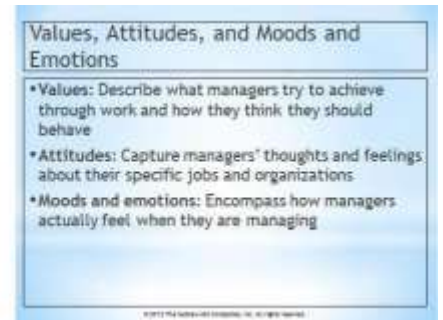 Values, Attitudes, and Moods and
Emotions
•Values: Describe what managers try to achieve
through work and how they think they should
behave
•Attitudes: Capture managers' thoughts and feelings
about their specific jobs and organizations
•Moods and emotions: Encompass how managers
actually feel when they are managing